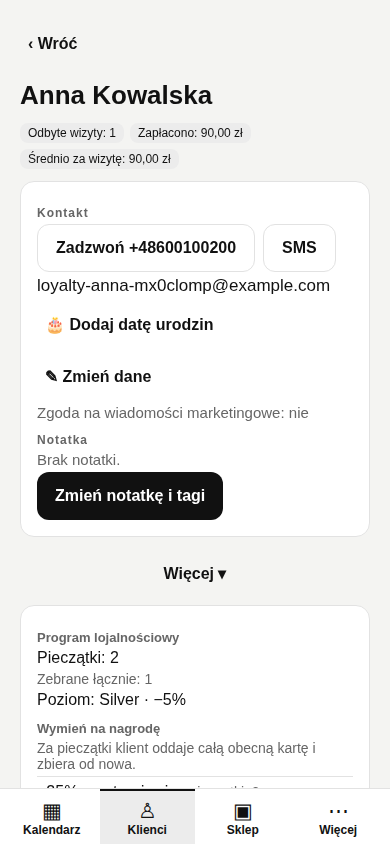 ‹ Wróć
Anna Kowalska
Odbyte wizyty: 1
Zapłacono: 90,00 zł
Średnio za wizytę: 90,00 zł
Kontakt
Zadzwoń +48600100200
SMS
loyalty-anna-mx0clomp@example.com
🎂 Dodaj datę urodzin
✎ Zmień dane
Zgoda na wiadomości marketingowe: nie
Notatka
Brak notatki.
Zmień notatkę i tagi
Więcej ▾
Program lojalnościowy
Pieczątki: 2
Zebrane łącznie: 1
Poziom: Silver · −5%
Wymień na nagrodę
Za pieczątki klient oddaje całą obecną kartę i
zbiera od nowa.
Kalendarz
Klienci
Sklep
Więcej